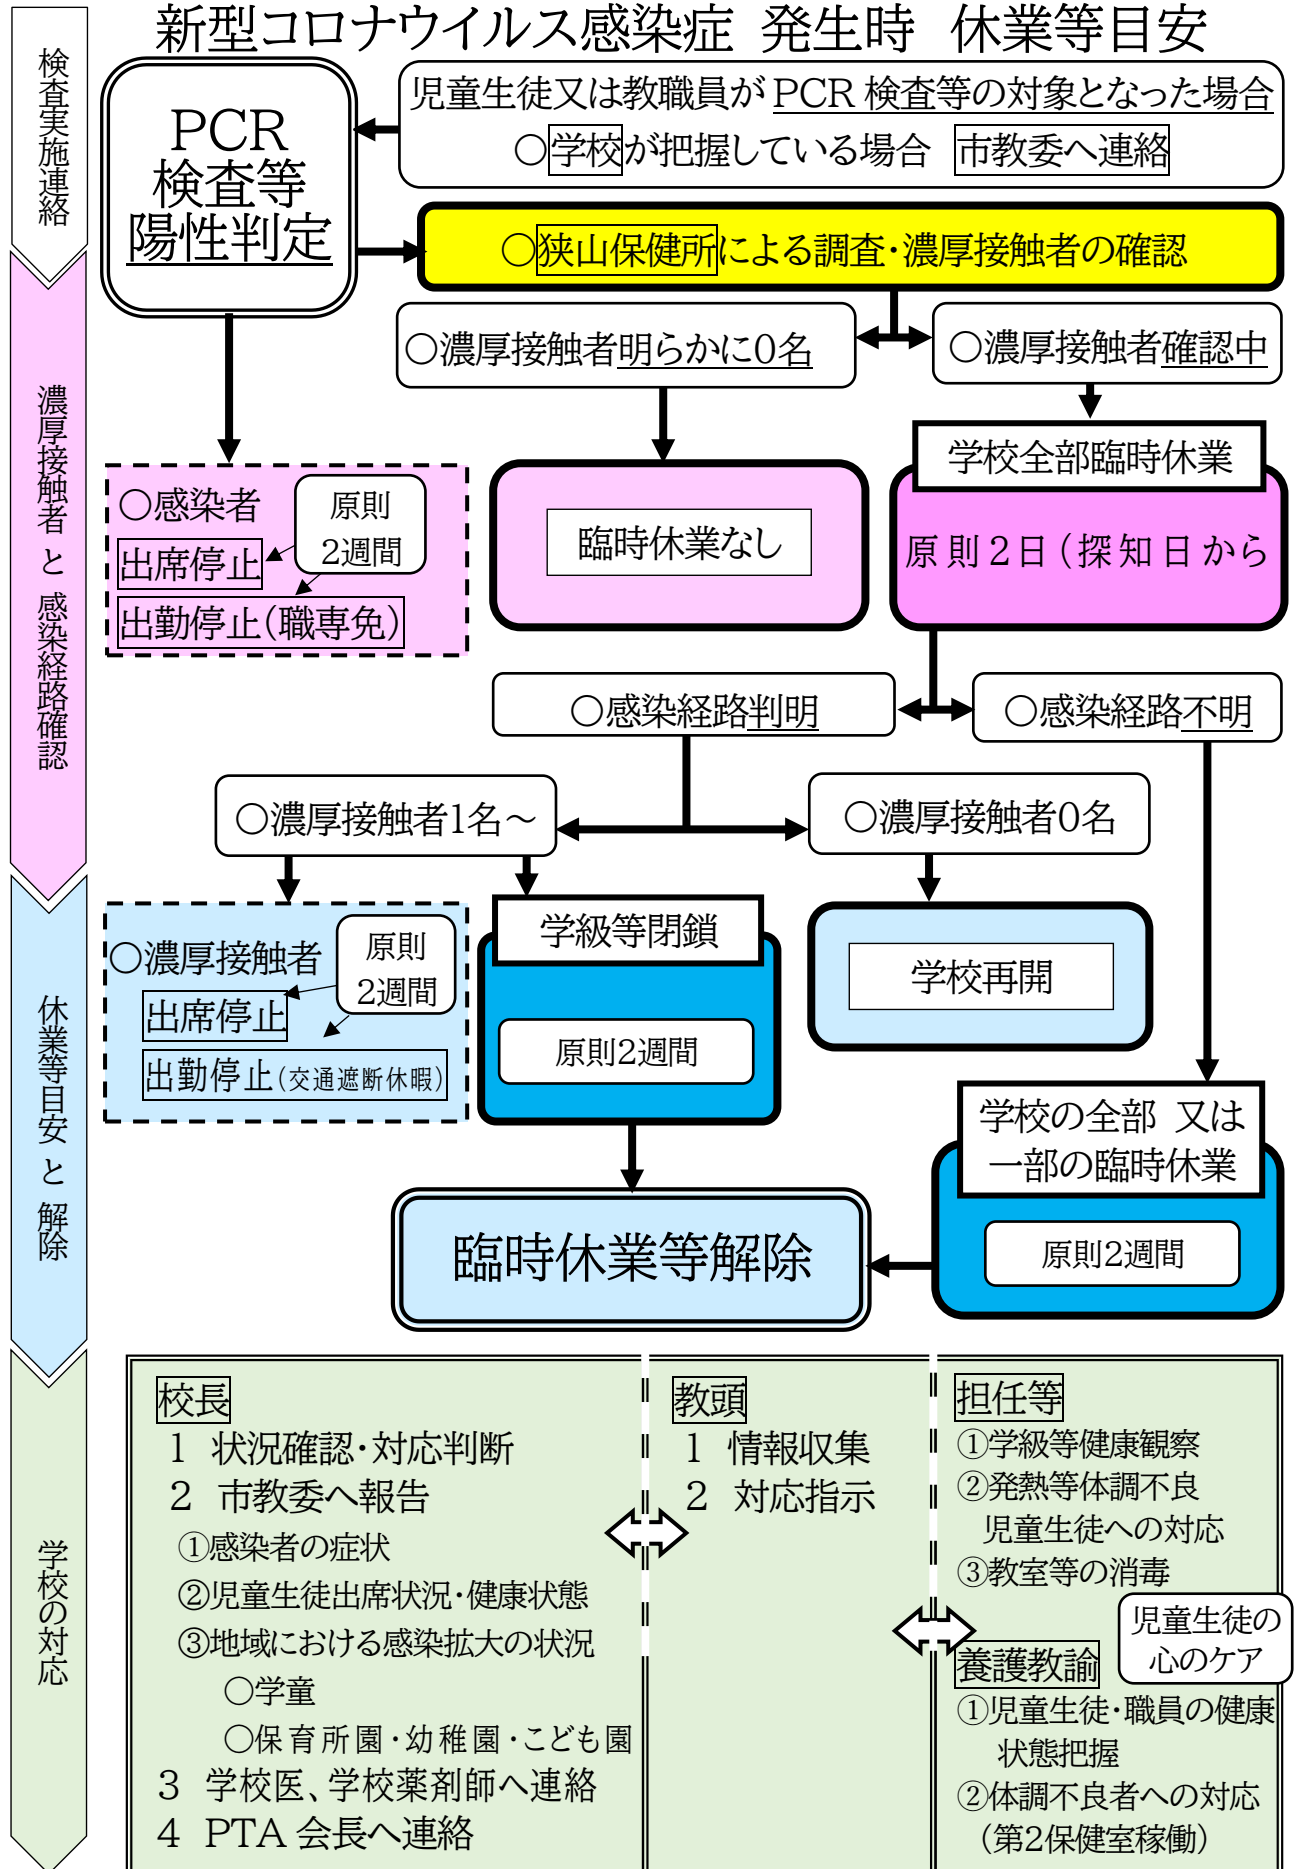 新型コロナウイルス感染症 発生時 休業等目安
検査実施連絡
PCR
検査等
陽性判定
児童生徒又は教職員がPCR検査等の対象となった場合
○学校が把握している場合 市教委へ連絡
○狭山保健所による調査・濃厚接触者の確認
濃厚接触者と感染経路確認
○濃厚接触者明らかに0名
○濃厚接触者確認中
○感染者
原則
2週間
出席停止
出勤停止(職専免)
臨時休業なし
学校全部臨時休業
原則2日(探知日から
○感染経路判明
○感染経路不明
○濃厚接触者1名～
○濃厚接触者0名
休業等目安と解除
○濃厚接触者
原則
2週間
出席停止
出勤停止(交通遮断休暇)
学級等閉鎖
原則2週間
学校再開
学校の全部 又は
一部の臨時休業
原則2週間
臨時休業等解除
学校の対応
校長
1 状況確認・対応判断
2 市教委へ報告
①感染者の症状
②児童生徒出席状況・健康状態
③地域における感染拡大の状況
○学童
○保育所園・幼稚園・こども園
3 学校医、学校薬剤師へ連絡
4 PTA会長へ連絡
教頭
1 情報収集
2 対応指示
担任等
①学級等健康観察
②発熱等体調不良
児童生徒への対応
③教室等の消毒
児童生徒の
心のケア
養護教諭
①児童生徒・職員の健康
状態把握
②体調不良者への対応
(第2保健室稼働)